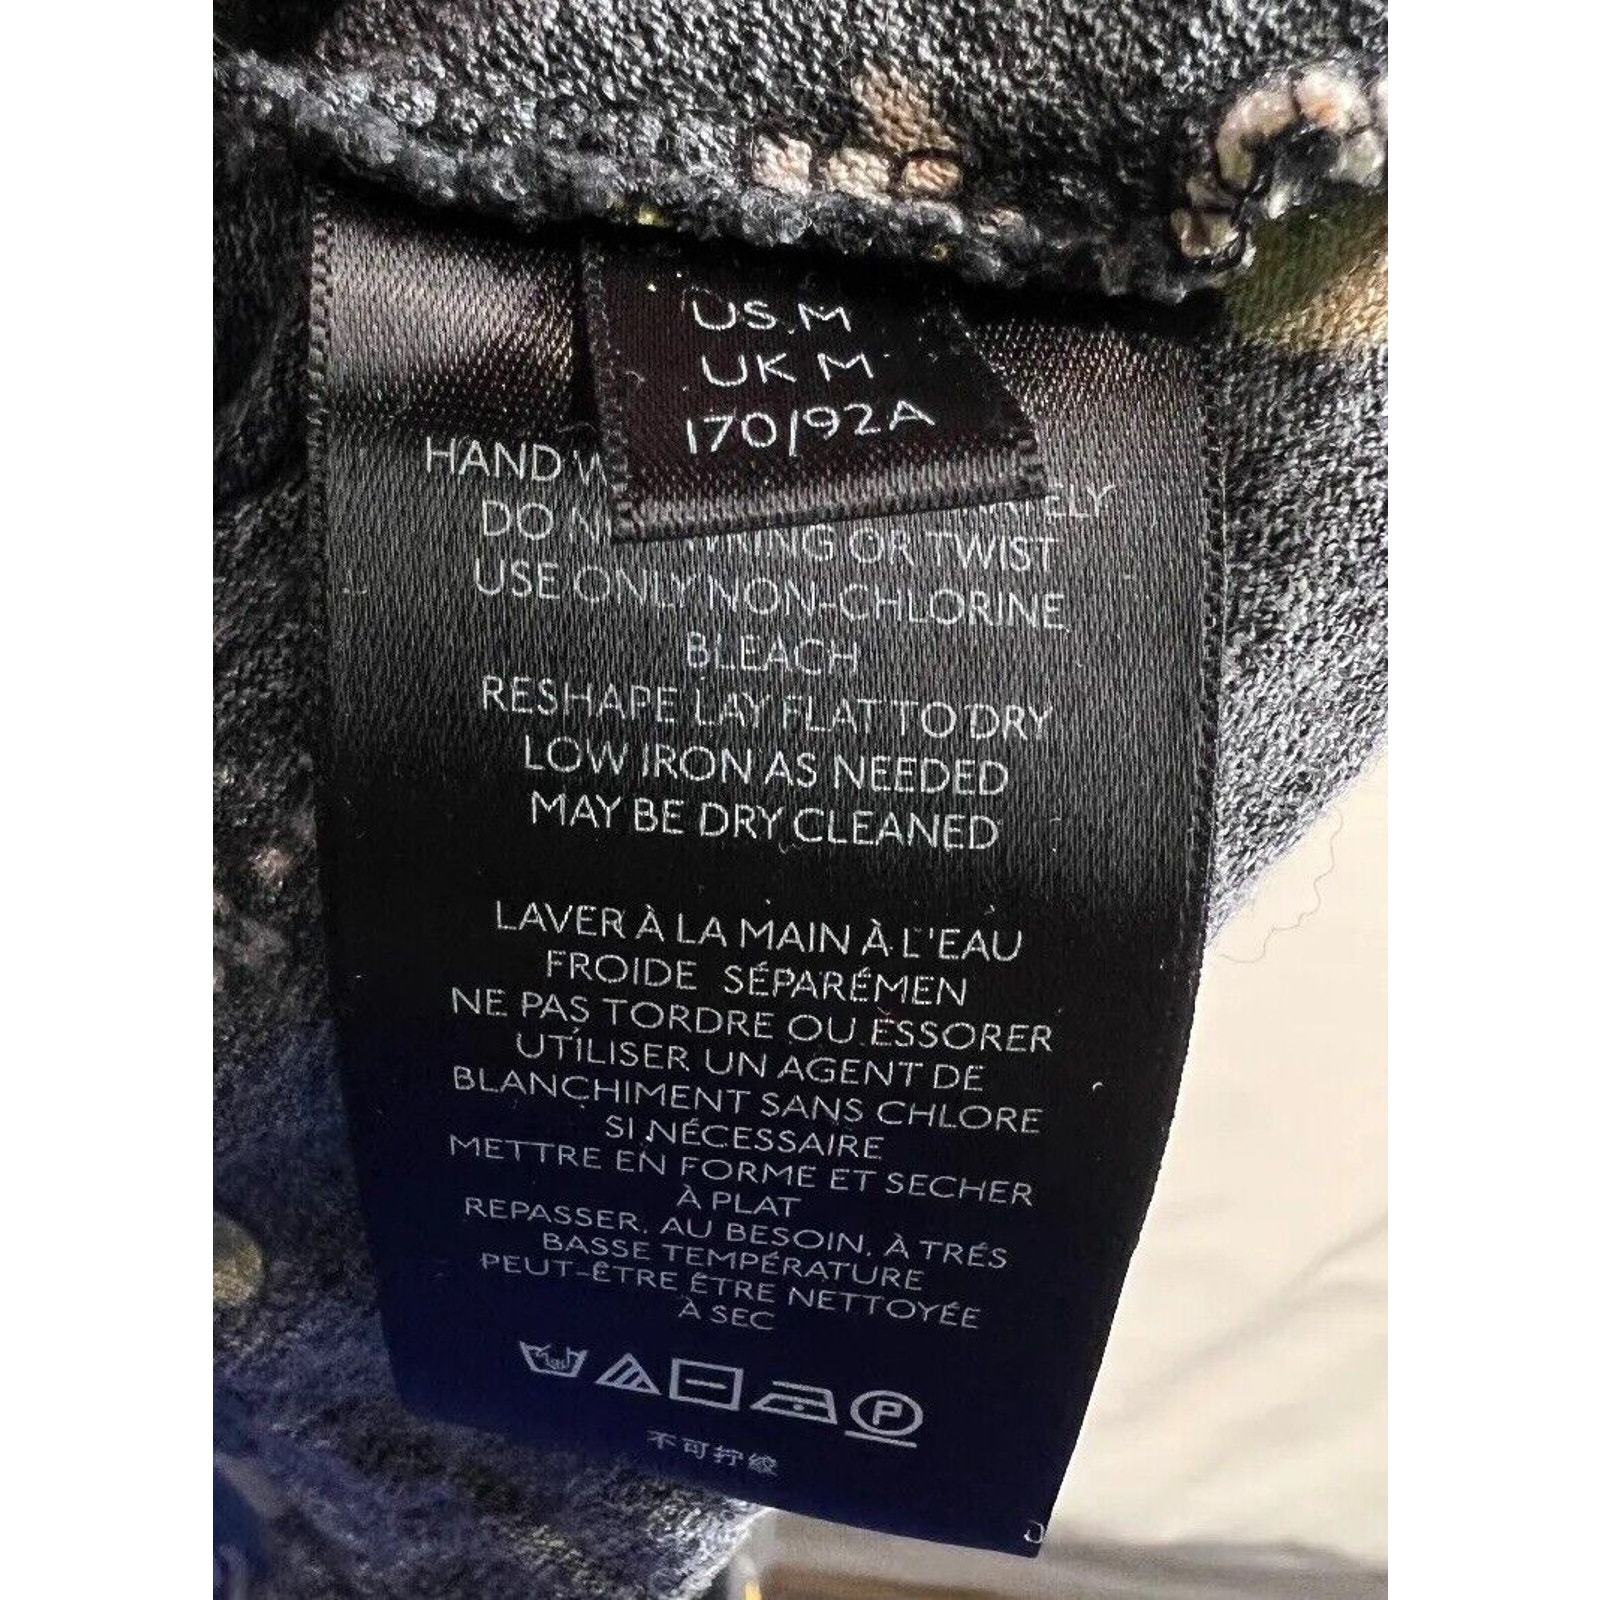 US M
UK M
170/92A
HAND
DO WRING OR TWIST
USE ONLY NON-CHLORINE
BLEACH
RESHAPE LAY FLAT TO DRY
LOW IRON AS NEEDED
MAY BE DRY CLEANED
LAVER À LA MAIN À L'EAU
FROIDE SÉPARÉMEN
NE PAS TORDRE OU ESSORER
UTILISER UN AGENT DE
BLANCHIMENT SANS CHLORE
SI NÉCESSAIRE
METTRE EN FORME ET SECHER
À PLAT
REPASSER, AU BESOIN, À TRÉS
BASSE TEMPÉRATURE
PEUT-ÊTRE ÊTRE NETTOYÉE
À SEC
P
不可拧绞